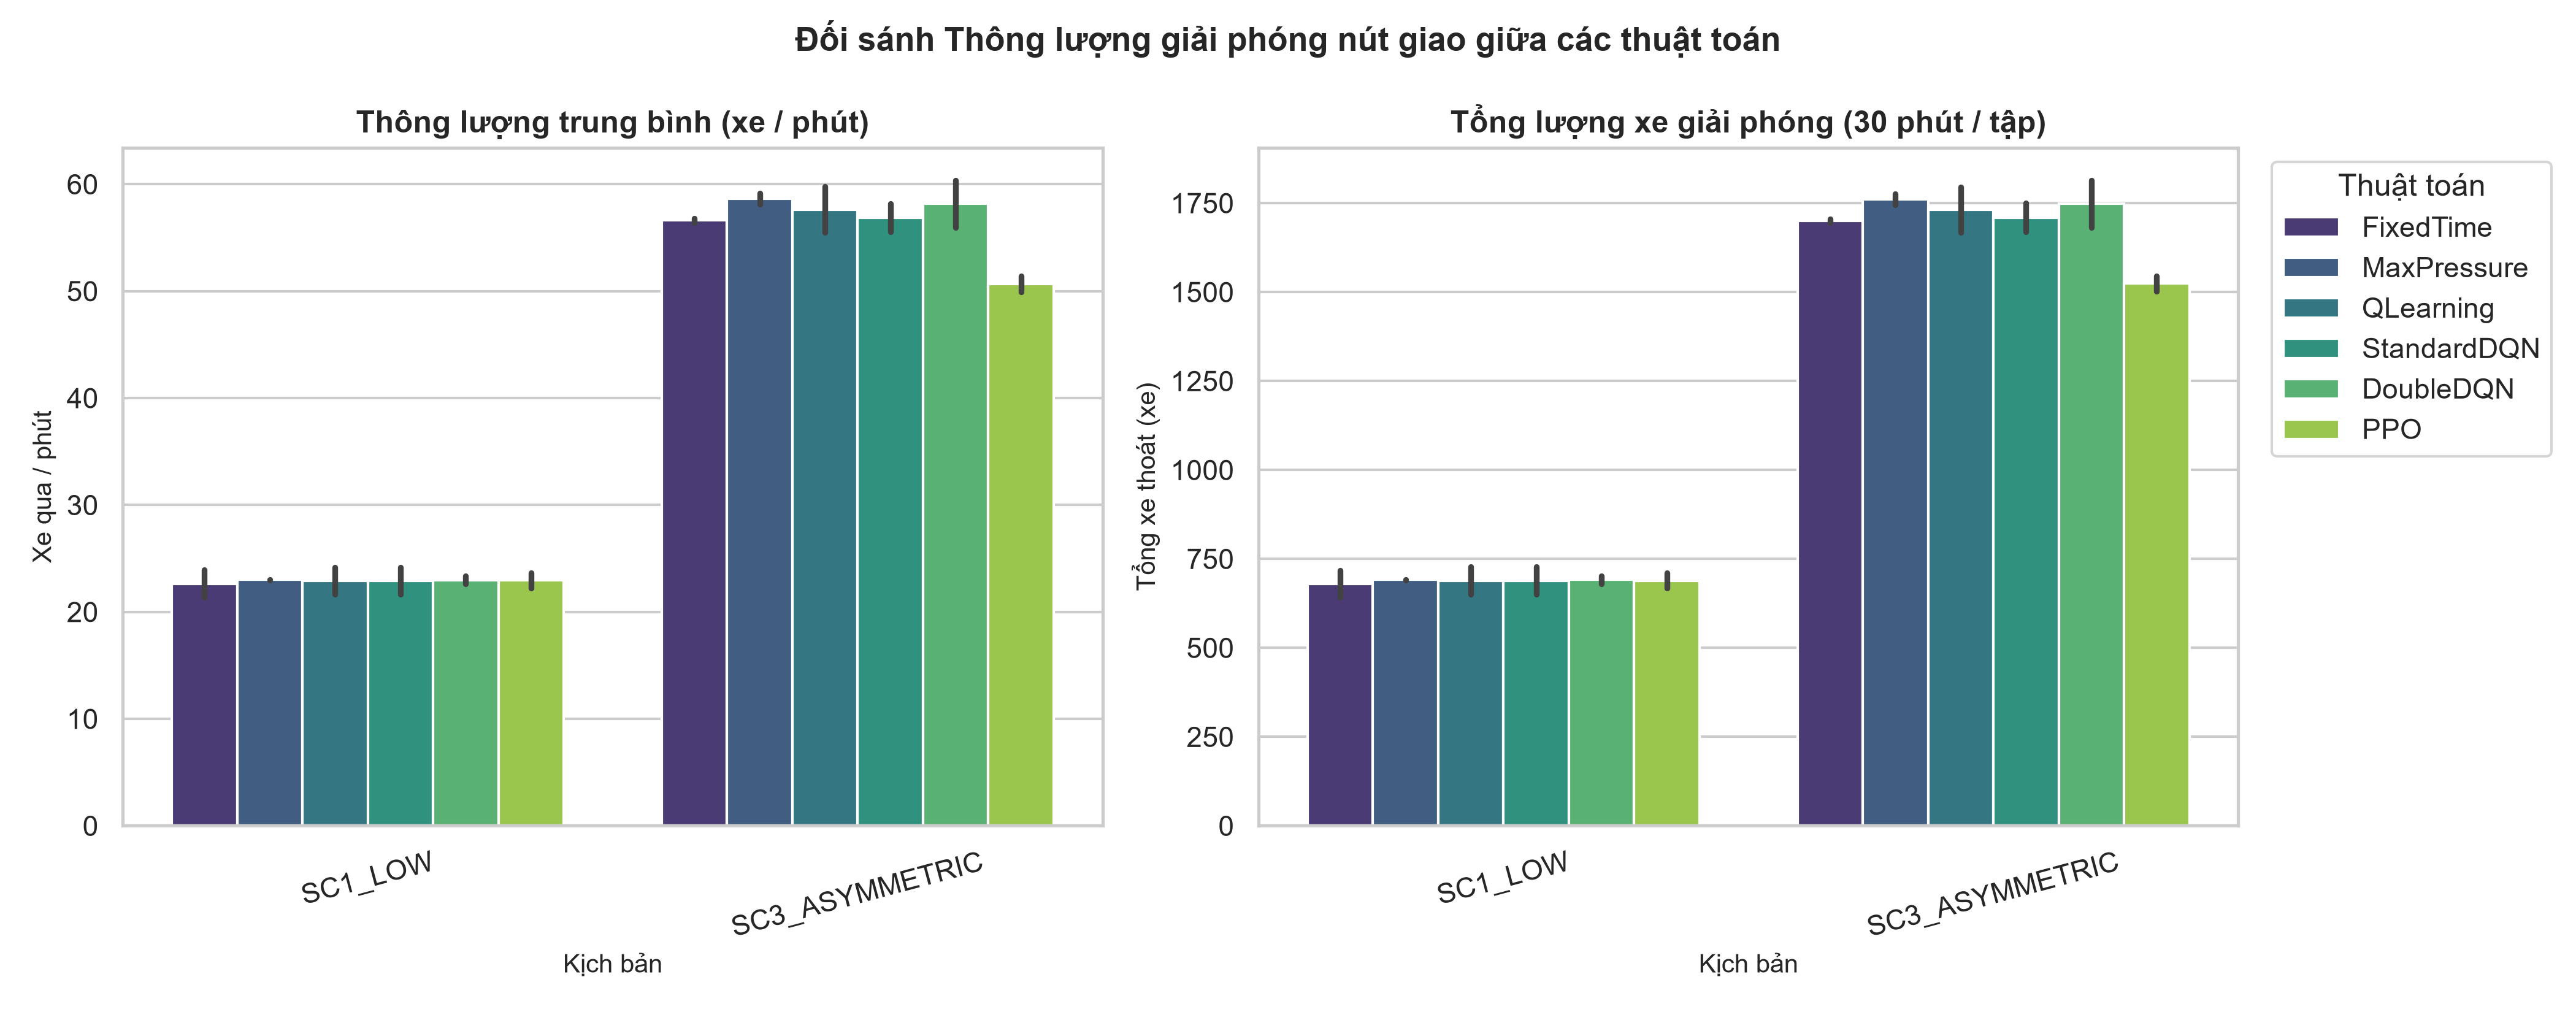 Đối sánh Thông lượng giải phóng nút giao giữa các thuật toán
Thông lượng trung bình (xe / phút)
Xe qua / phút
60
50
40
30
20
10
0
SC1_LOW
SC3_ASYMMETRIC
Kịch bản
Tổng lượng xe giải phóng (30 phút / tập)
Tổng xe thoát (xe)
1750
1500
1250
1000
750
500
250
0
SC1_LOW
SC3_ASYMMETRIC
Kịch bản
Thuật toán
FixedTime
MaxPressure
QLearning
StandardDQN
DoubleDQN
PPO